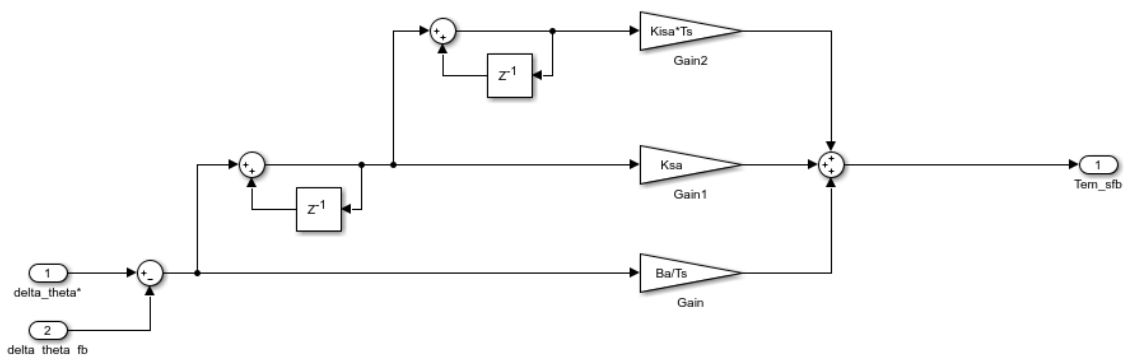 +
+
Kisa*Ts
Gain2
Z-1
+
+
Ksa
Gain1
+
+
+
1
Tem_sfb
Z-1
1
delta_theta*
+
−
Ba/Ts
Gain
2
delta_theta_fb